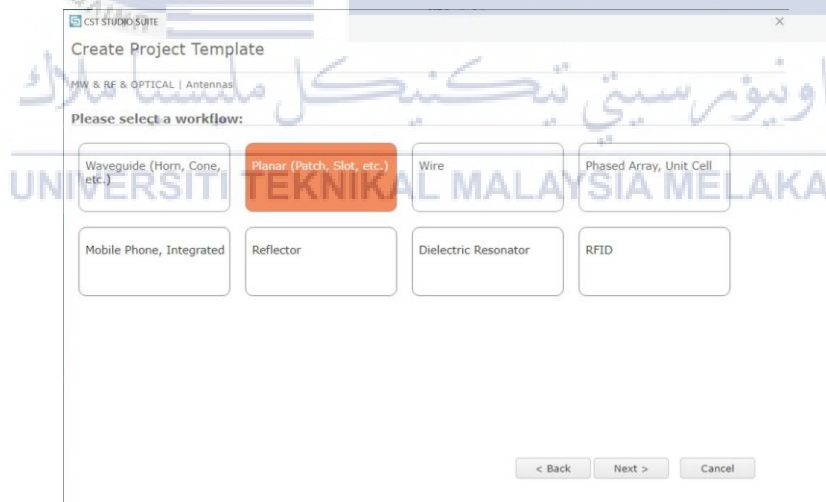 CST STUDIO SUITE
Create Project Template
MW & RF & OPTICAL | Antennas
اونيۏرسيتي تيكنيكل مليسيا ملاك
Please select a workflow:
Waveguide (Horn, Cone, etc.)
Planar (Patch, Slot, etc.)
Wire
Phased Array, Unit Cell
UNIVERSITI TEKNIKAL MALAYSIA MELAKA
Mobile Phone, Integrated
Reflector
Dielectric Resonator
RFID
< Back
Next >
Cancel